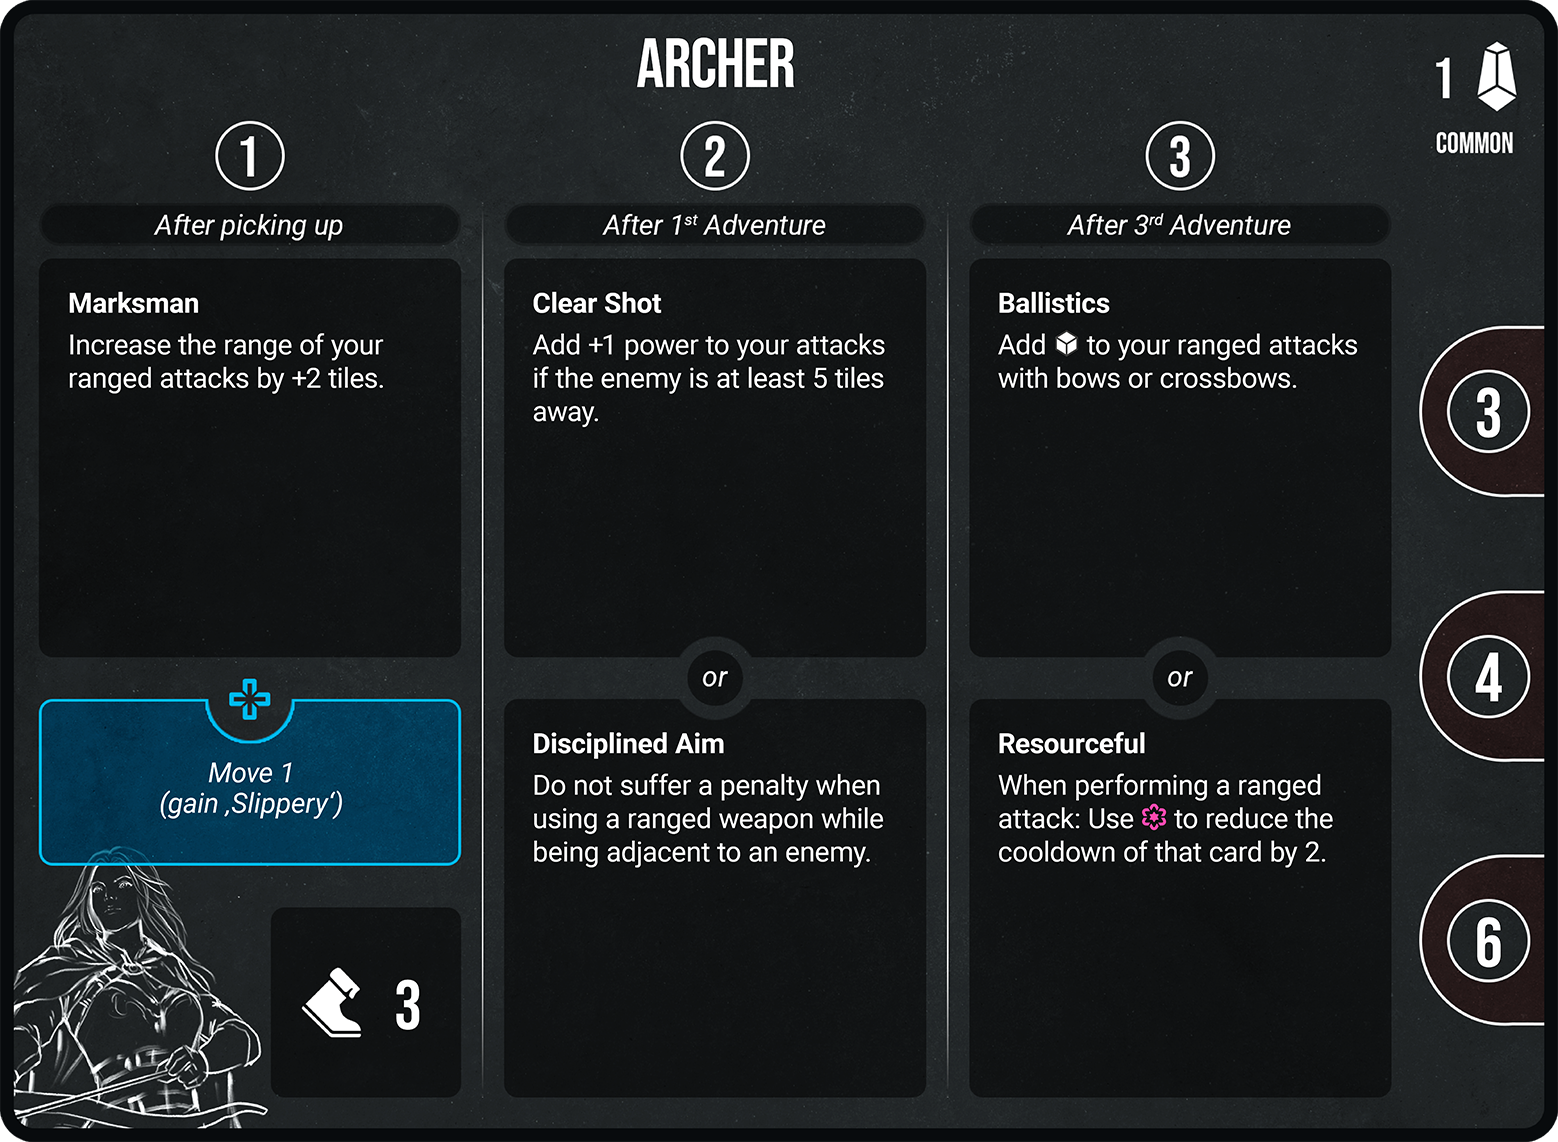 ARCHER
1
COMMON
1
After picking up
Marksman
Increase the range of your
ranged attacks by +2 tiles.
Move 1
(gain ‚Slippery‘)
3
2
After 1st Adventure
Clear Shot
Add +1 power to your attacks
if the enemy is at least 5 tiles
away.
or
Disciplined Aim
Do not suffer a penalty when
using a ranged weapon while
being adjacent to an enemy.
3
After 3rd Adventure
Ballistics
Add to your ranged attacks
with bows or crossbows.
or
Resourceful
When performing a ranged
attack: Use to reduce the
cooldown of that card by 2.
3
4
6